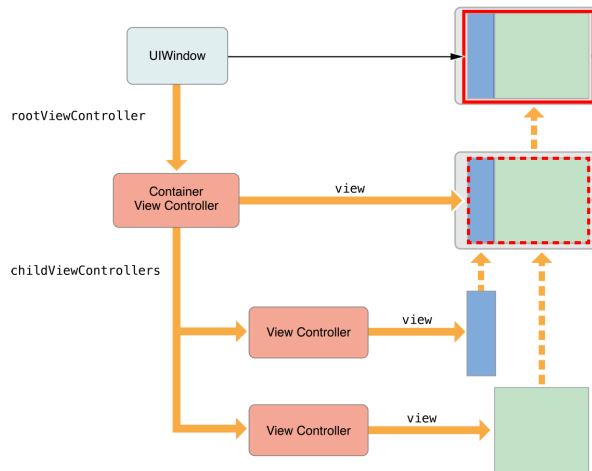 UIWindow
rootViewController
Container
View Controller
view
childViewControllers
View Controller
view
View Controller
view